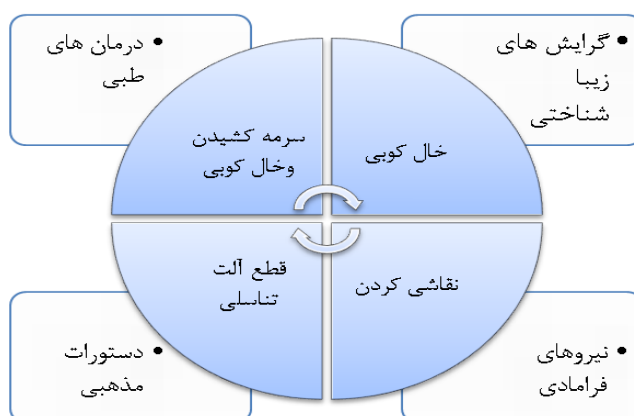 گرایش های
زیبا
شناختی
درمان های
طبی
خال کوبی
سرمه کشیدن
وخال کوبی
نقاشی کردن
قطع آلت
تناسلی
نیروهای
فرامادی
دستورات
مذهبی